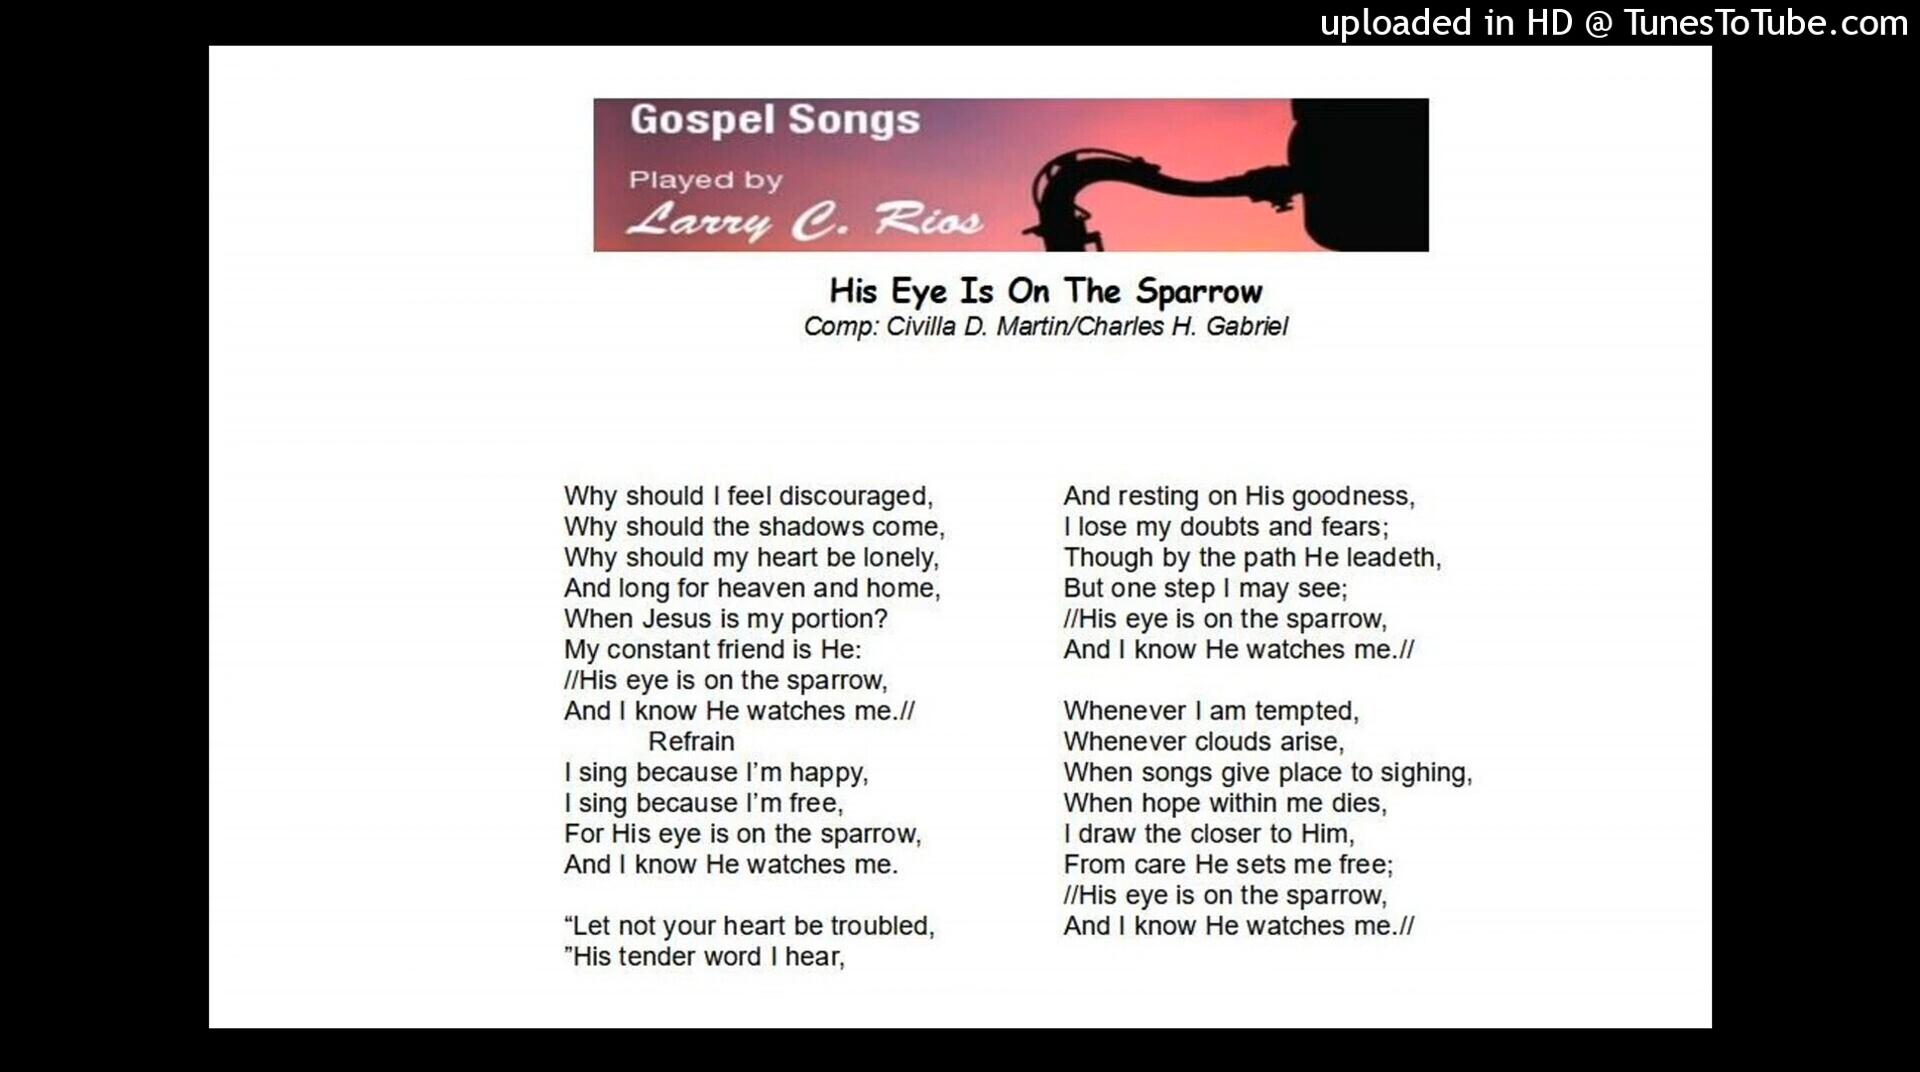 uploaded in HD @ TunesToTube.com
Gospel Songs
Played by
Larry C. Rios
His Eye Is On The Sparrow
Comp: Civilla D. Martin/Charles H. Gabriel
Why should I feel discouraged,
Why should the shadows come,
Why should my heart be lonely,
And long for heaven and home,
When Jesus is my portion?
My constant friend is He:
//His eye is on the sparrow,
And I know He watches me.//
Refrain
I sing because I’m happy,
I sing because I’m free,
For His eye is on the sparrow,
And I know He watches me.
“Let not your heart be troubled,
”His tender word I hear,
And resting on His goodness,
I lose my doubts and fears;
Though by the path He leadeth,
But one step I may see;
//His eye is on the sparrow,
And I know He watches me.//
Whenever I am tempted,
Whenever clouds arise,
When songs give place to sighing,
When hope within me dies,
I draw the closer to Him,
From care He sets me free;
//His eye is on the sparrow,
And I know He watches me.//